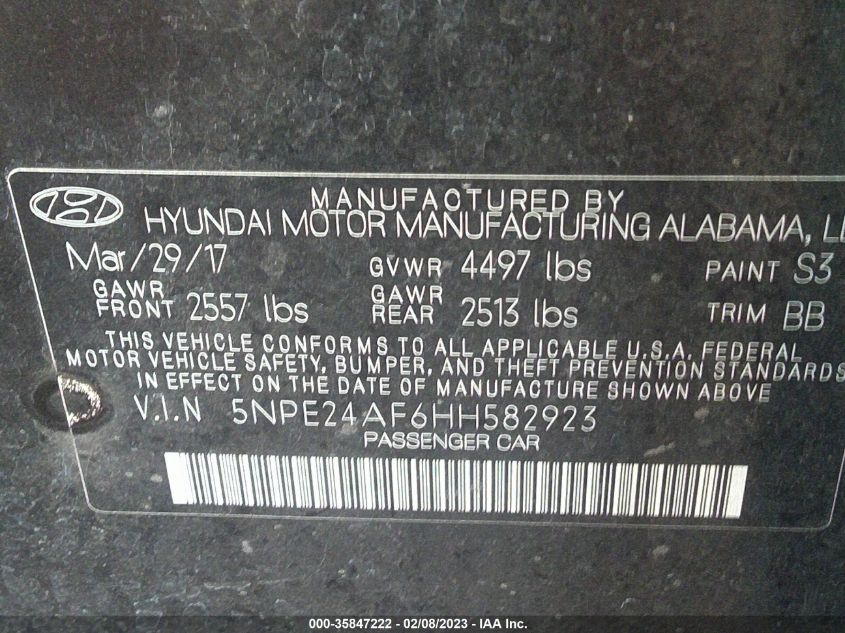 MANUFACTURED BY
HYUNDAI MOTOR MANUFACTURING ALABAMA,
Mar/29/17 GVWR 4497 lbs PAINT S3
GAWR FRONT 2557 lbs GAWR REAR 2513 lbs TRIM BB
THIS VEHICLE CONFORMS TO ALL APPLICABLE U.S.A. FEDERAL
MOTOR VEHICLE SAFETY, BUMPER, AND THEFT PREVENTION STANDARDS
IN EFFECT ON THE DATE OF MANUFACTURE SHOWN ABOVE
V.I.N 5NPE24AF6HH582923
PASSENGER CAR
000-35847222 - 02/08/2023 - IAA Inc.